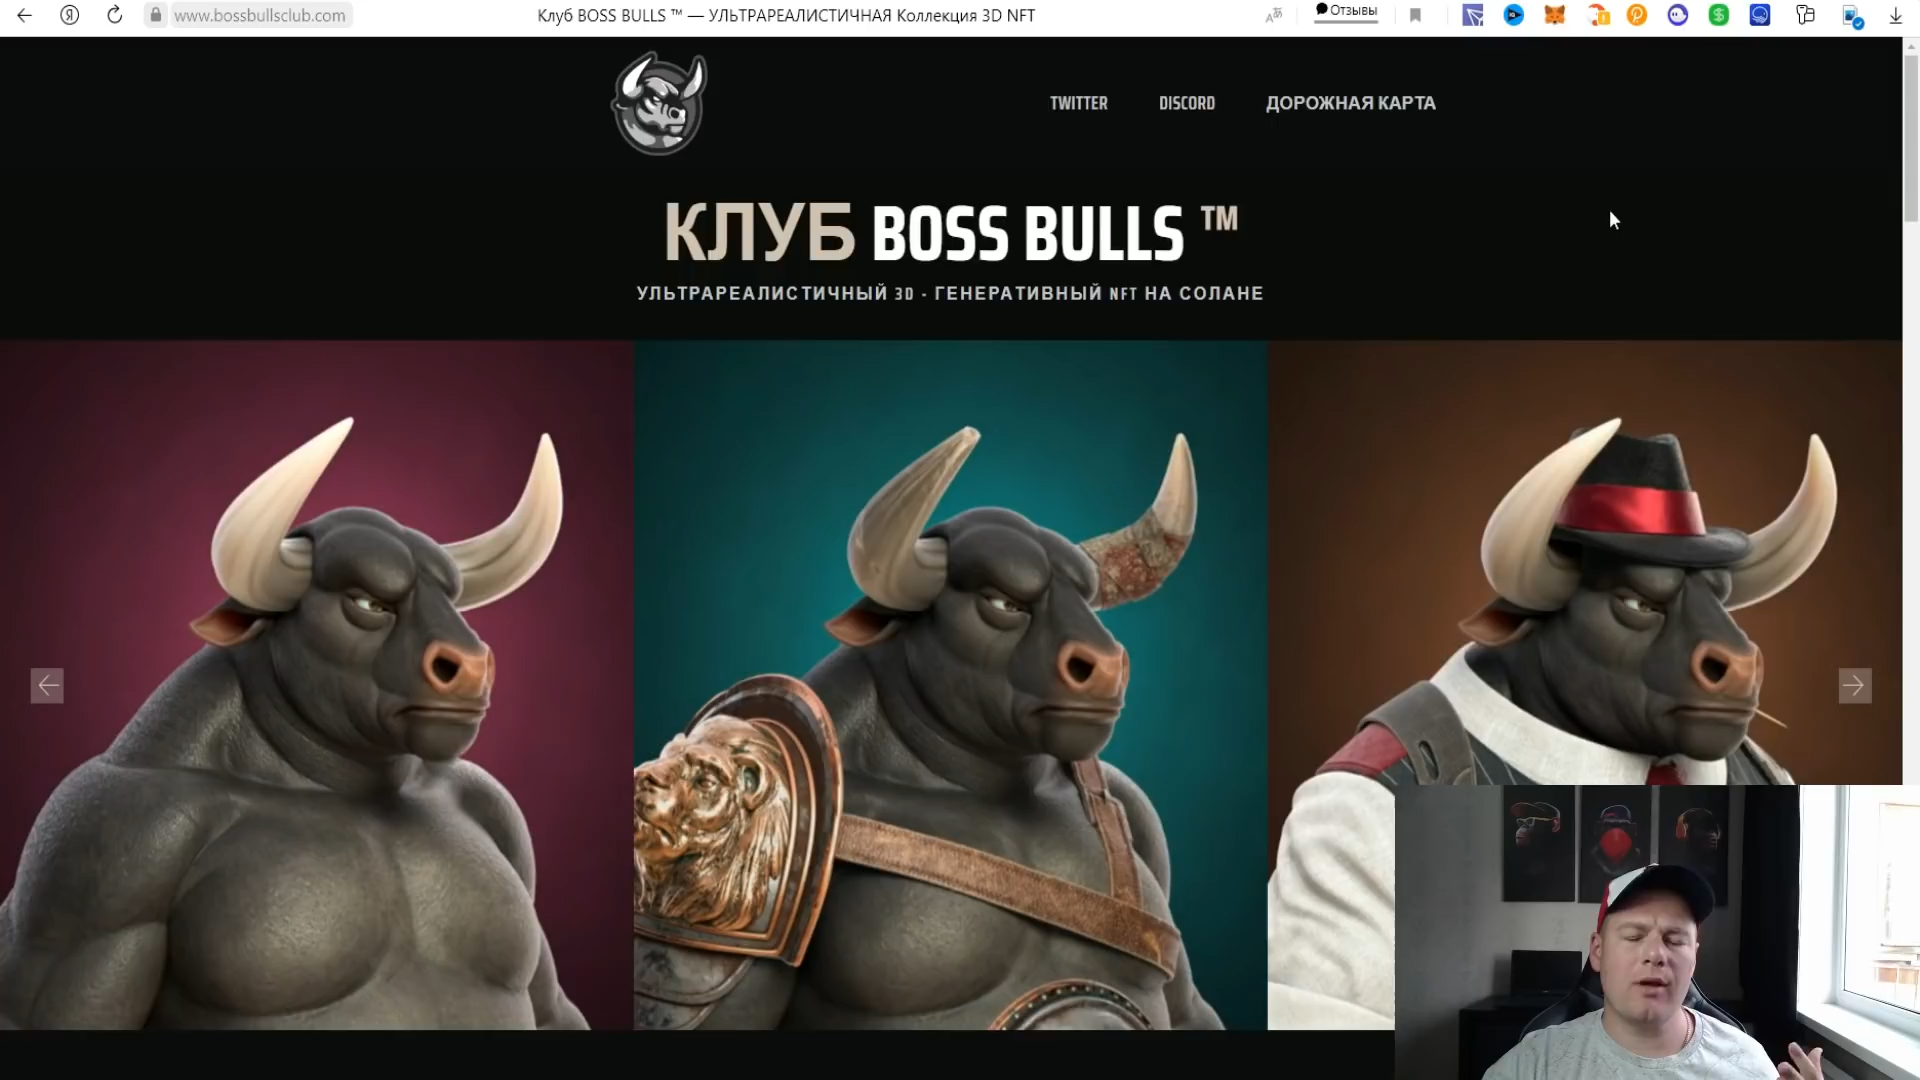 www.bossbullsclub.com
Клуб BOSS BULLS ™ — УЛЬТРАРЕАЛИСТИЧНАЯ Коллекция 3D NFT
Отзывы
TWITTER
DISCORD
ДОРОЖНАЯ КАРТА
КЛУБ BOSS BULLS ™
УЛЬТРАРЕАЛИСТИЧНЫЙ 3D - ГЕНЕРАТИВНЫЙ NFT НА СОЛАНЕ